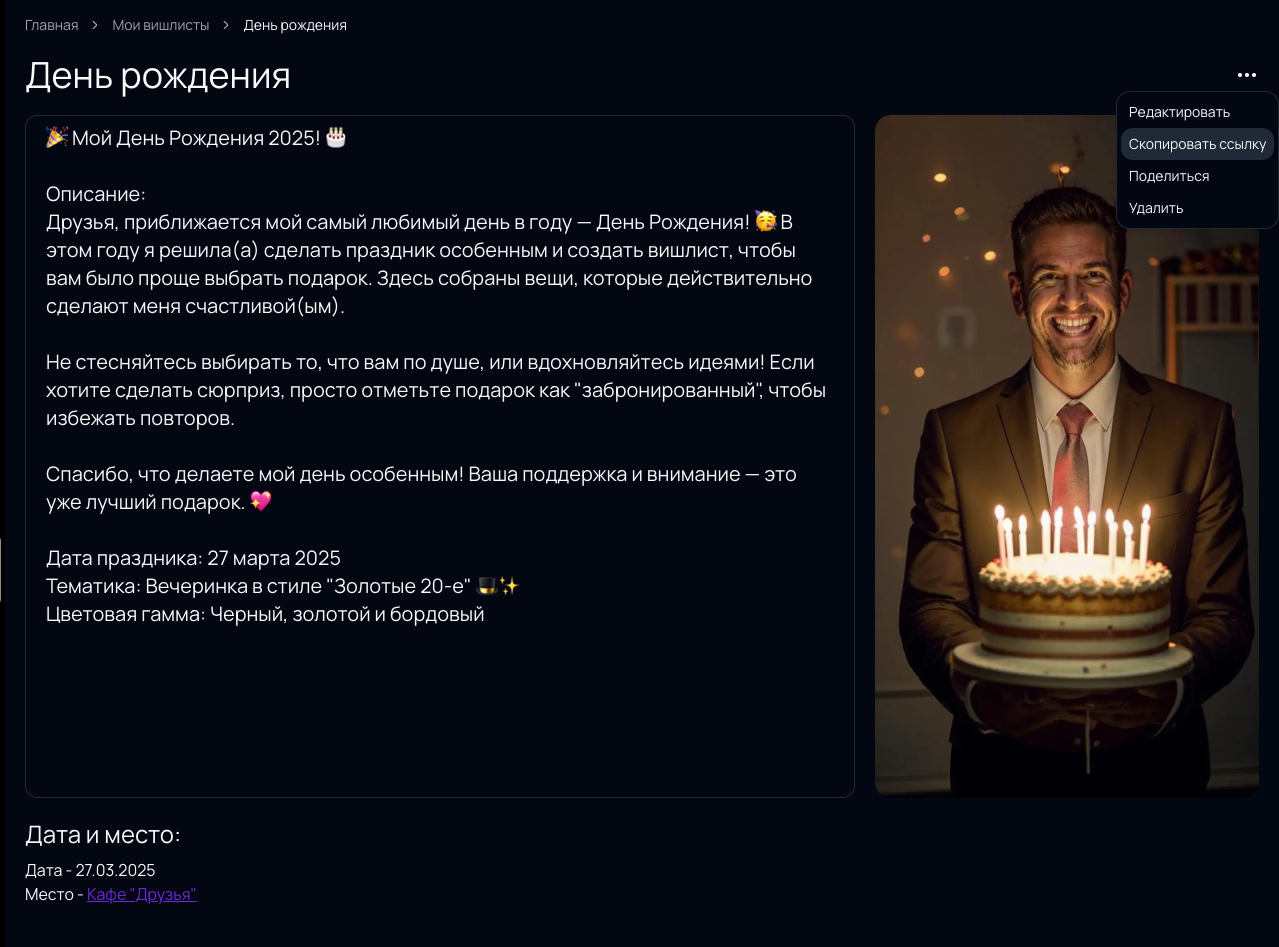 Главная > Мои вишлисты > День рождения
День рождения
•••
Редактировать
Скопировать ссылку
Поделиться
Удалить
🎉 Мой День Рождения 2025! 🎂
Описание:
Друзья, приближается мой самый любимый день в году — День Рождения! 🥳 В
этом году я решила(а) сделать праздник особенным и создать вишлист, чтобы
вам было проще выбрать подарок. Здесь собраны вещи, которые действительно
сделают меня счастливой(ым).
Не стесняйтесь выбирать то, что вам по душе, или вдохновляйтесь идеями! Если
хотите сделать сюрприз, просто отметьте подарок как "забронированный", чтобы
избежать повторов.
Спасибо, что делаете мой день особенным! Ваша поддержка и внимание — это
уже лучший подарок. 💖
Дата праздника: 27 марта 2025
Тематика: Вечеринка в стиле "Золотые 20-е" 🎩✨
Цветовая гамма: Черный, золотой и бордовый
Дата и место:
Дата - 27.03.2025
Место - Кафе "Друзья"